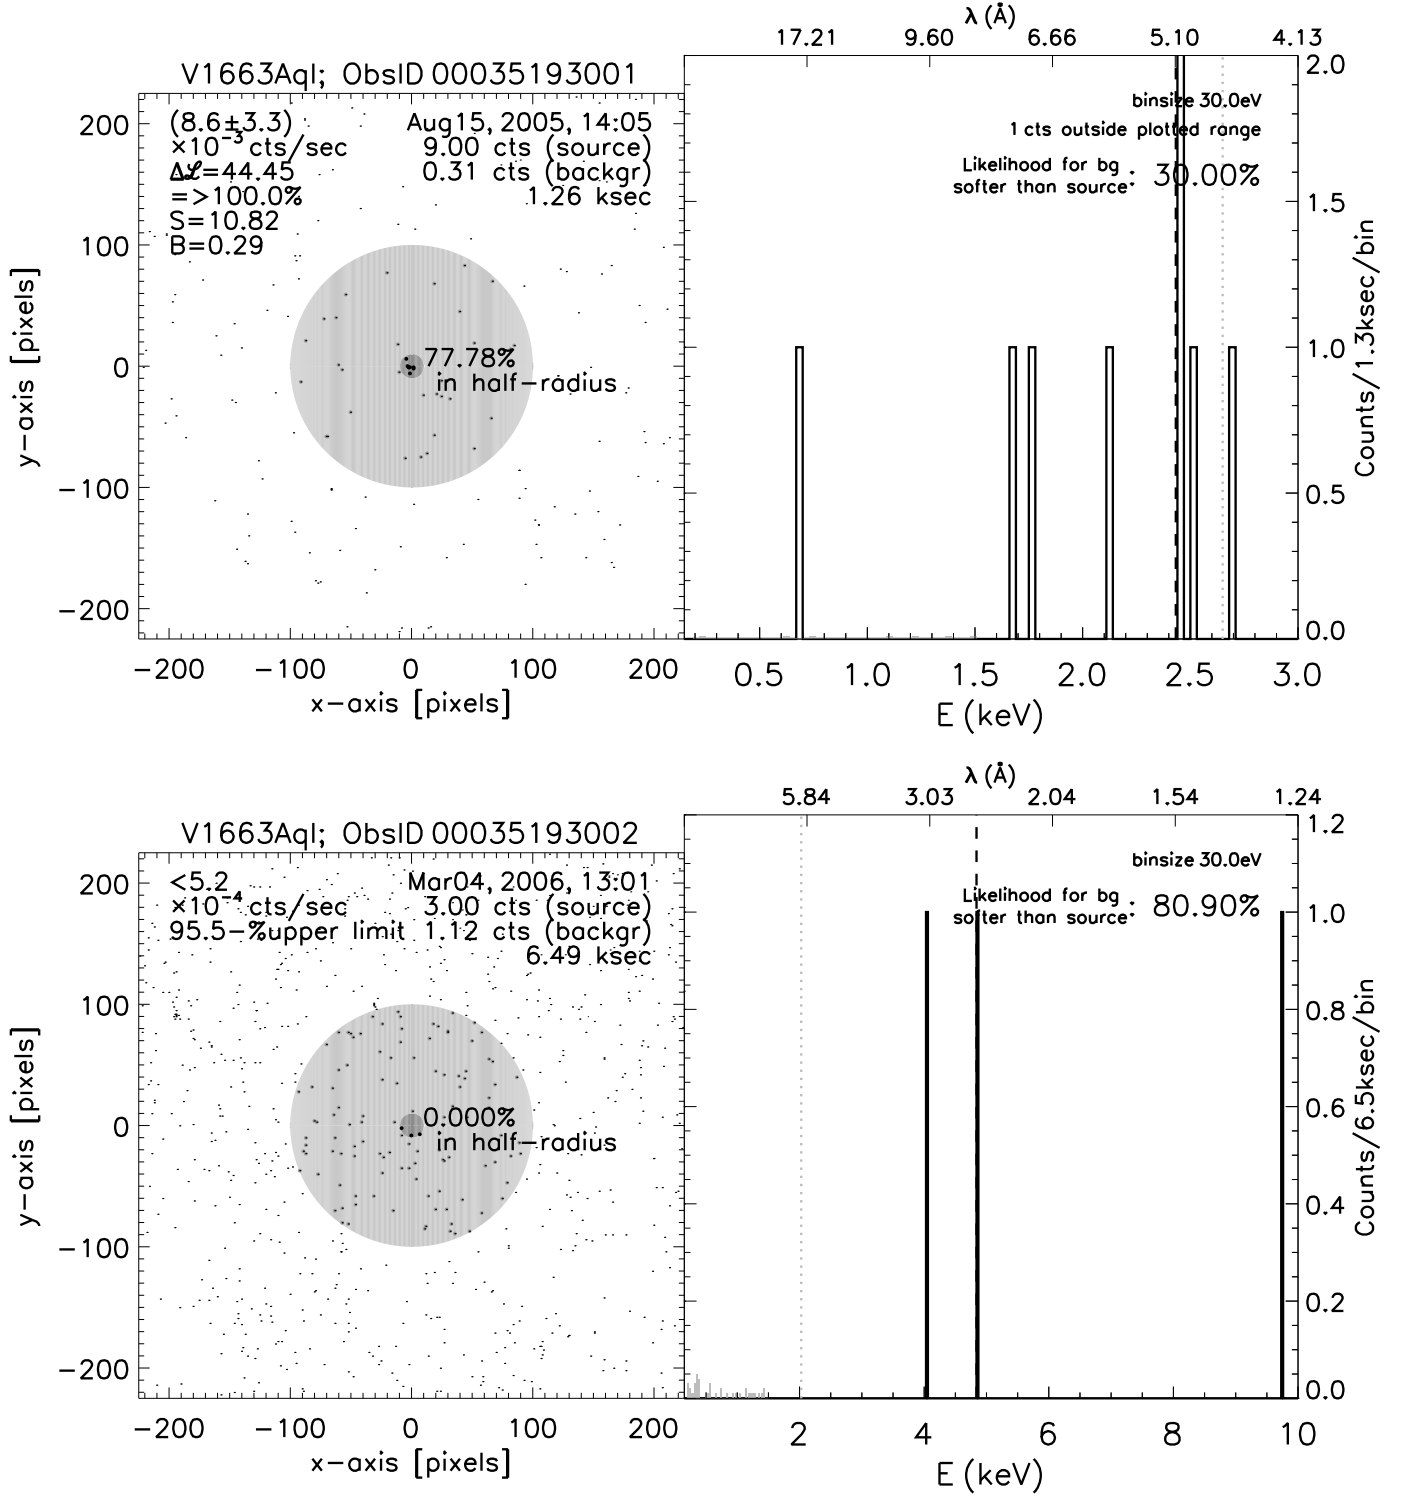 λ (Å)
17.21 9.60 6.66 5.10 4.13
V1663Aql; ObsID 00035193001
(8.6±3.3) Aug15, 2005, 14:05
×10⁻³ cts/sec 9.00 cts (source)
Δℒ=44.45 0.31 cts (backgr)
=>100.0% 1.26 ksec
S=10.82
B=0.29
77.78%
in half-radius
200
100
0
-100
-200
y-axis [pixels]
-200 -100 0 100 200
x-axis [pixels]
binsize 30.0eV
1 cts outside plotted range
Likelihood for bg
softer than source: 30.00%
2.0
1.5
1.0
0.5
0.0
Counts/1.3ksec/bin
0.5 1.0 1.5 2.0 2.5 3.0
E (keV)
λ (Å)
5.84 3.03 2.04 1.54 1.24
V1663Aql; ObsID 00035193002
<5.2 Mar04, 2006, 13:01
×10⁻⁴ cts/sec 3.00 cts (source)
95.5-%upper limit 1.12 cts (backgr)
6.49 ksec
0.000%
in half-radius
200
100
0
-100
-200
y-axis [pixels]
-200 -100 0 100 200
x-axis [pixels]
binsize 30.0eV
Likelihood for bg
softer than source: 80.90%
1.2
1.0
0.8
0.6
0.4
0.2
0.0
Counts/6.5ksec/bin
2 4 6 8 10
E (keV)